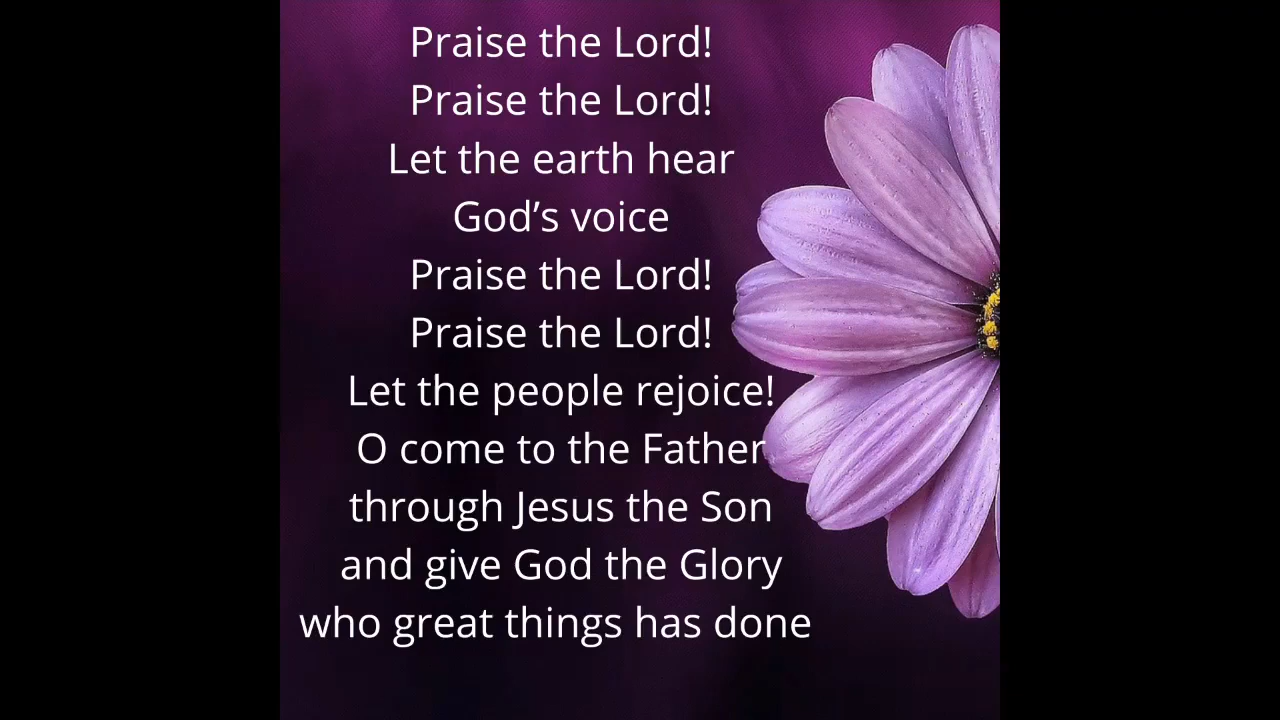 Praise the Lord!
Praise the Lord!
Let the earth hear
God’s voice
Praise the Lord!
Praise the Lord!
Let the people rejoice!
O come to the Father
through Jesus the Son
and give God the Glory
who great things has done